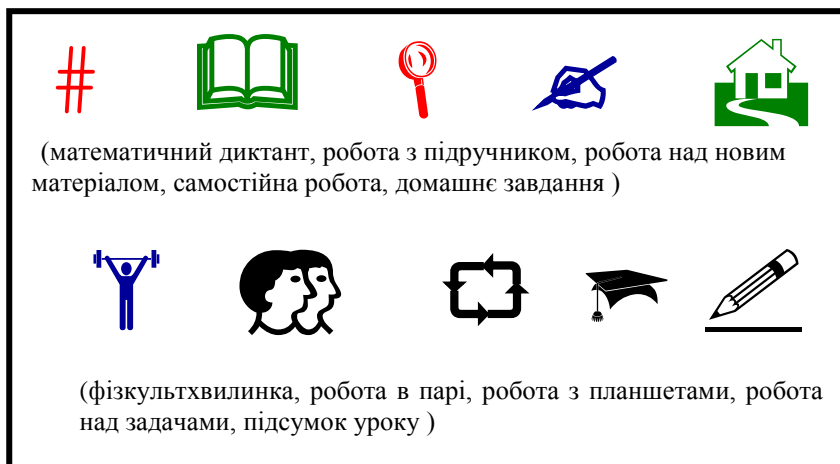 #
(математичний диктант, робота з підручником, робота над новим
матеріалом, самостійна робота, домашнє завдання )
(фізкультхвилинка, робота в парі, робота з планшетами, робота
над задачами, підсумок уроку )